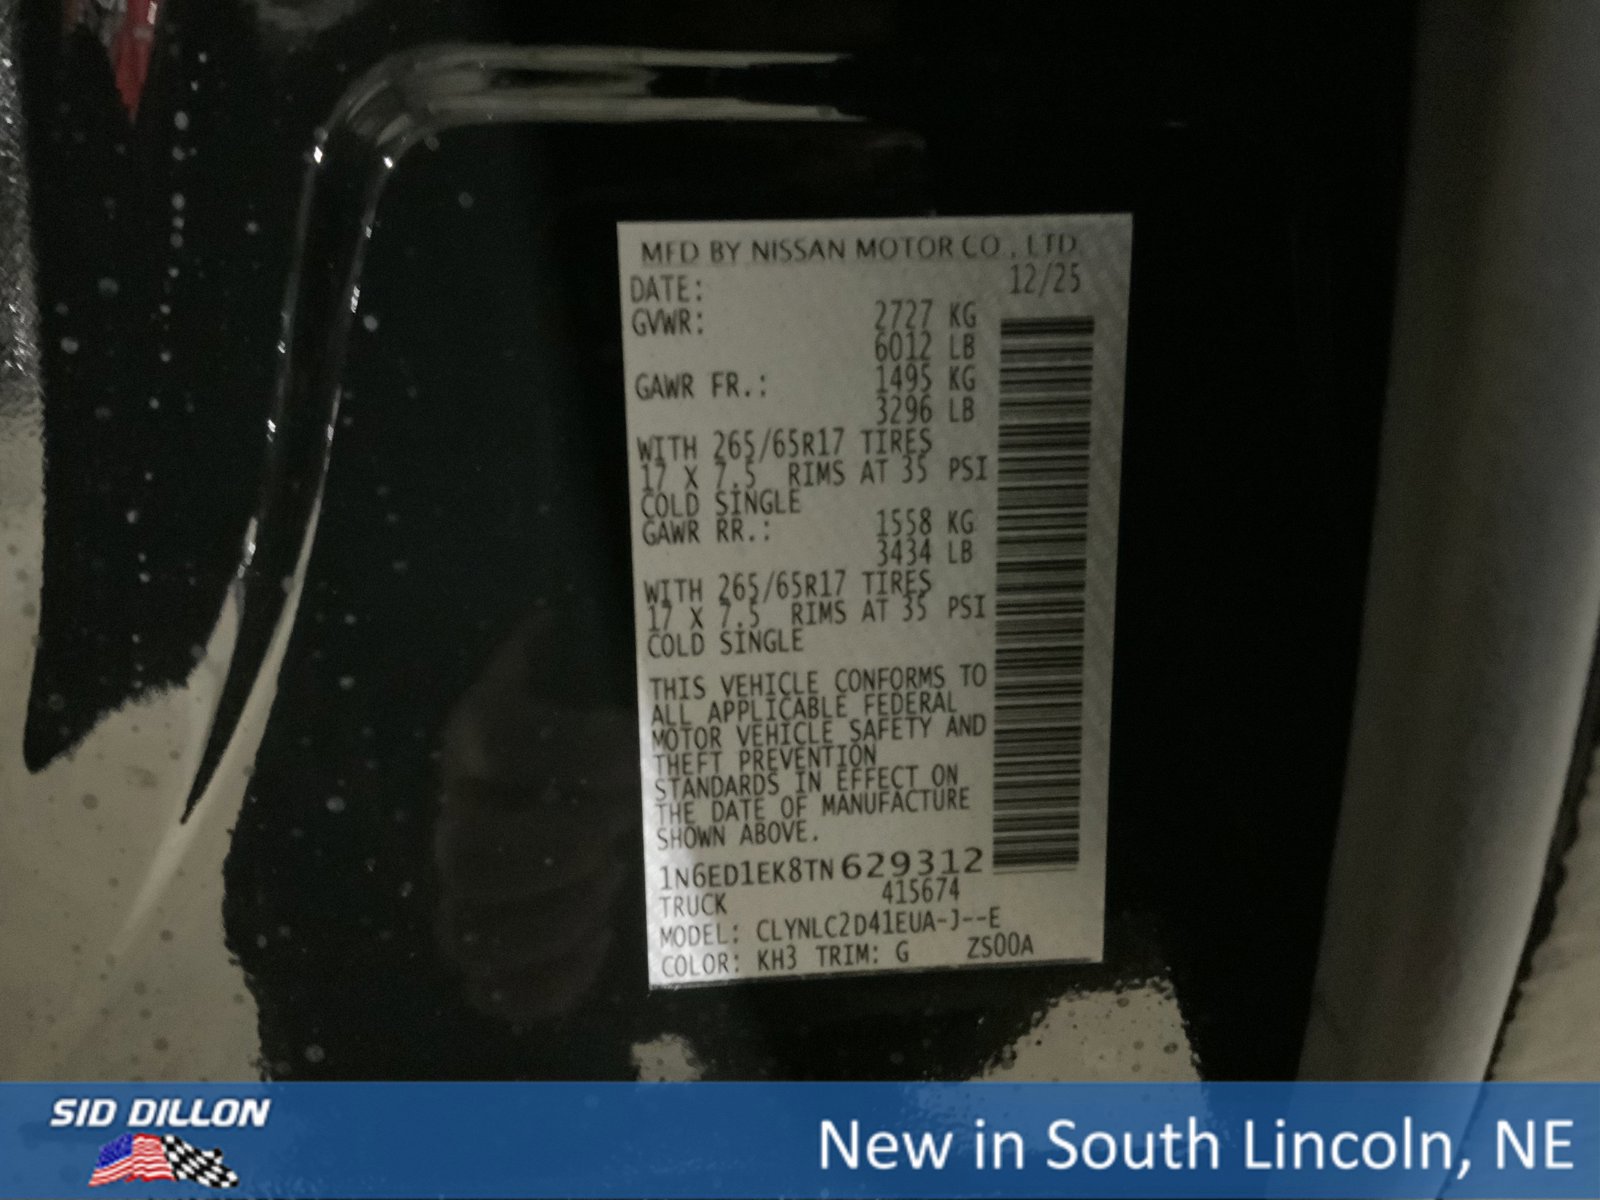 MFD BY NISSAN MOTOR CO., LTD.
DATE: 12/25
GVWR: 2727 KG
6012 LB
GAWR FR.: 1495 KG
3296 LB
WITH 265/65R17 TIRES
17 X 7.5 RIMS AT 35 PSI
COLD SINGLE
GAWR RR.: 1558 KG
3434 LB
WITH 265/65R17 TIRES
17 X 7.5 RIMS AT 35 PSI
COLD SINGLE
THIS VEHICLE CONFORMS TO
ALL APPLICABLE FEDERAL
MOTOR VEHICLE SAFETY AND
THEFT PREVENTION
STANDARDS IN EFFECT ON
THE DATE OF MANUFACTURE
SHOWN ABOVE.
1N6ED1EK8TN629312
TRUCK 415674
MODEL: CLYNLC2D41EUA-J--E
COLOR: KH3 TRIM: G ZS00A
SID DILLON
New in South Lincoln, NE